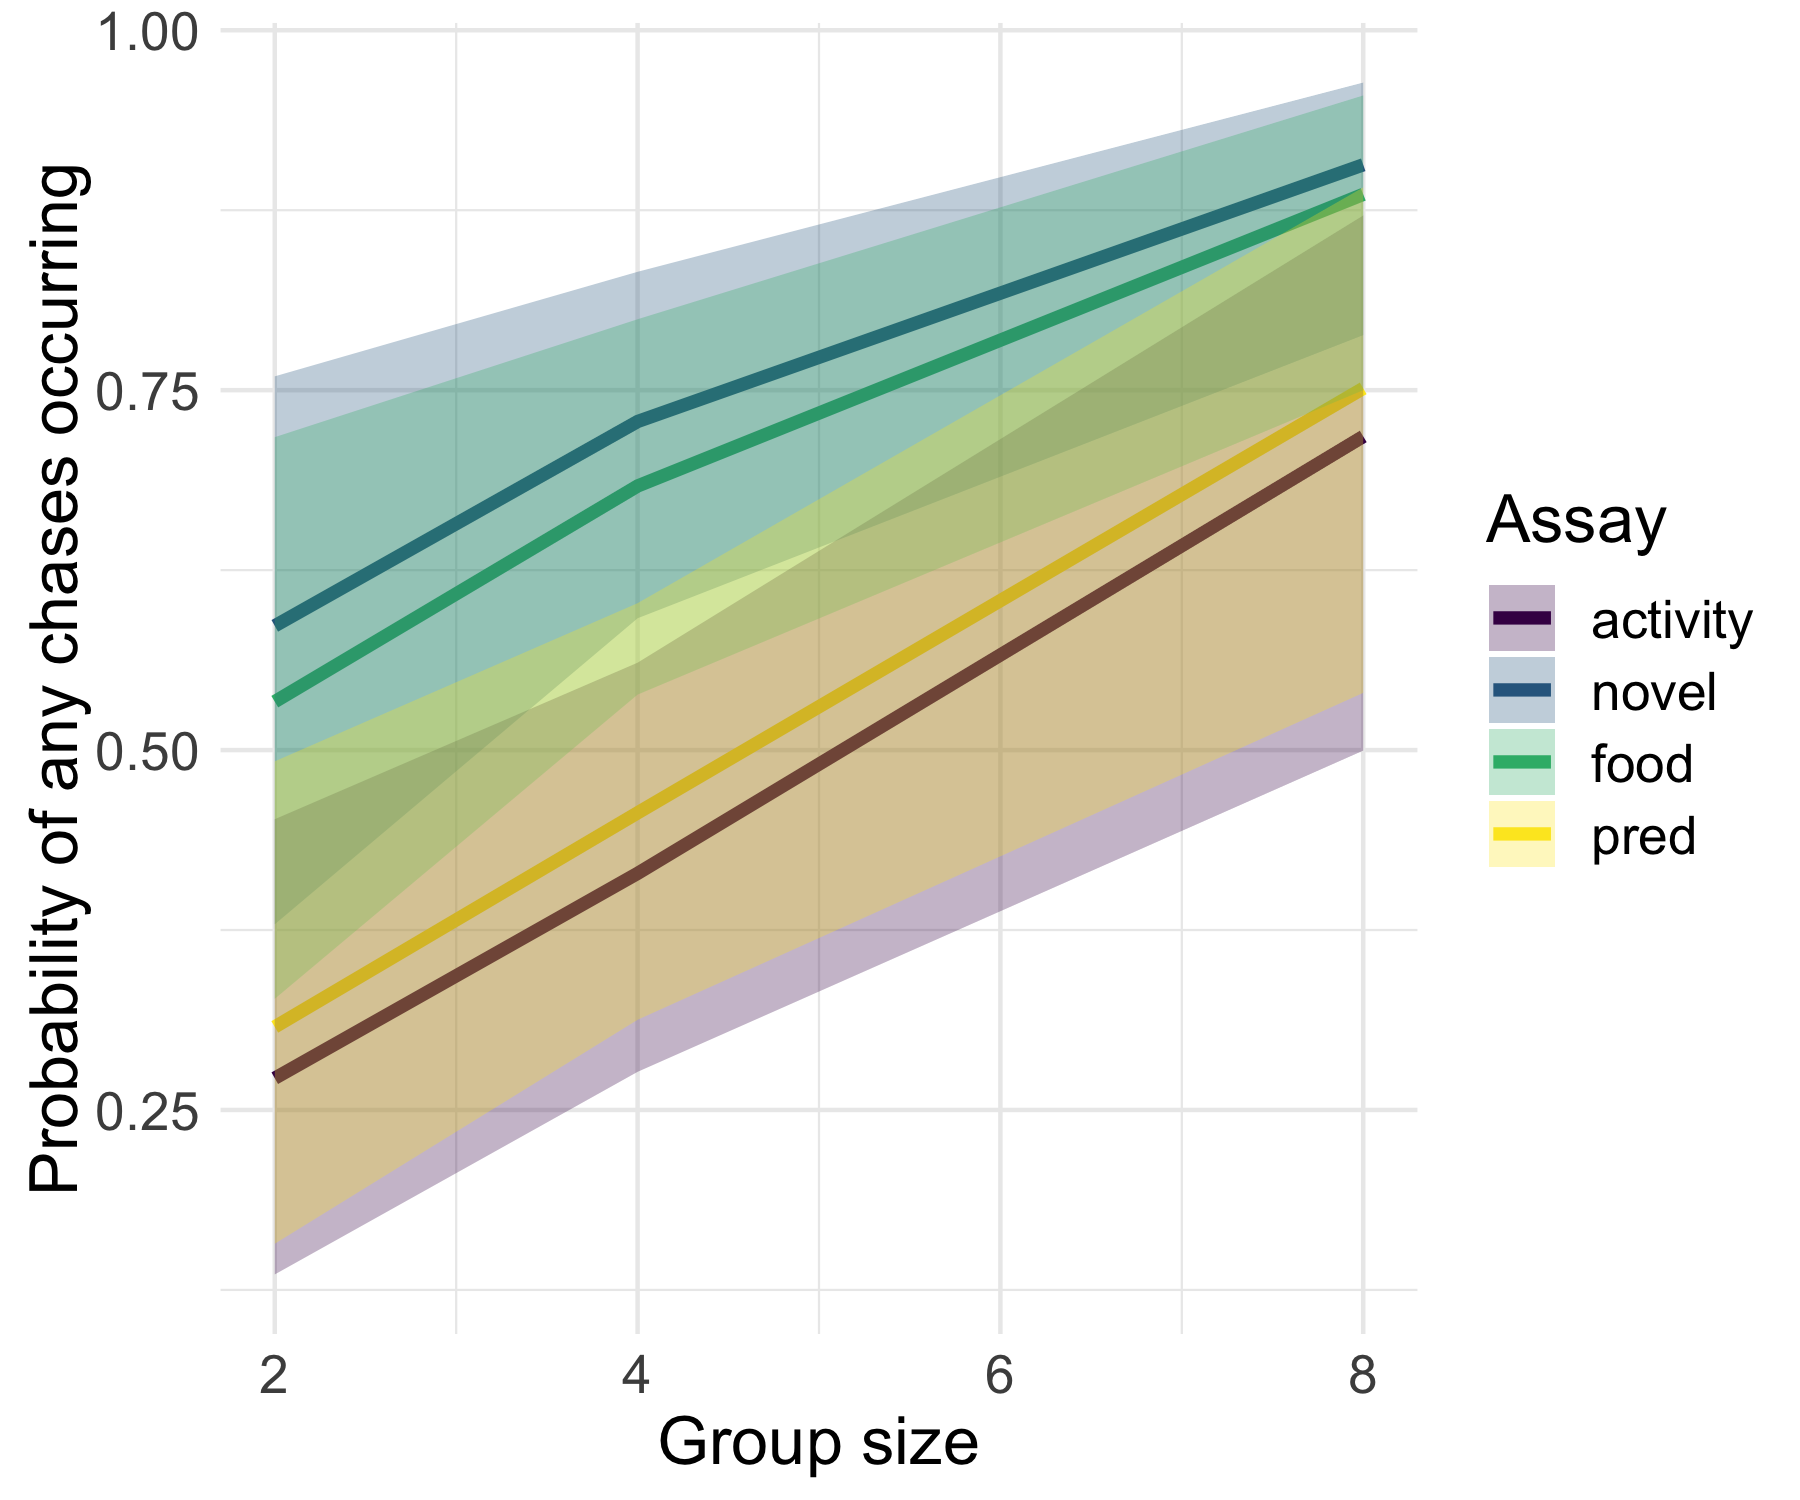 Probability of any chases occurring
1.00
0.75
0.50
0.25
2 4 6 8
Group size
Assay
activity
novel
food
pred